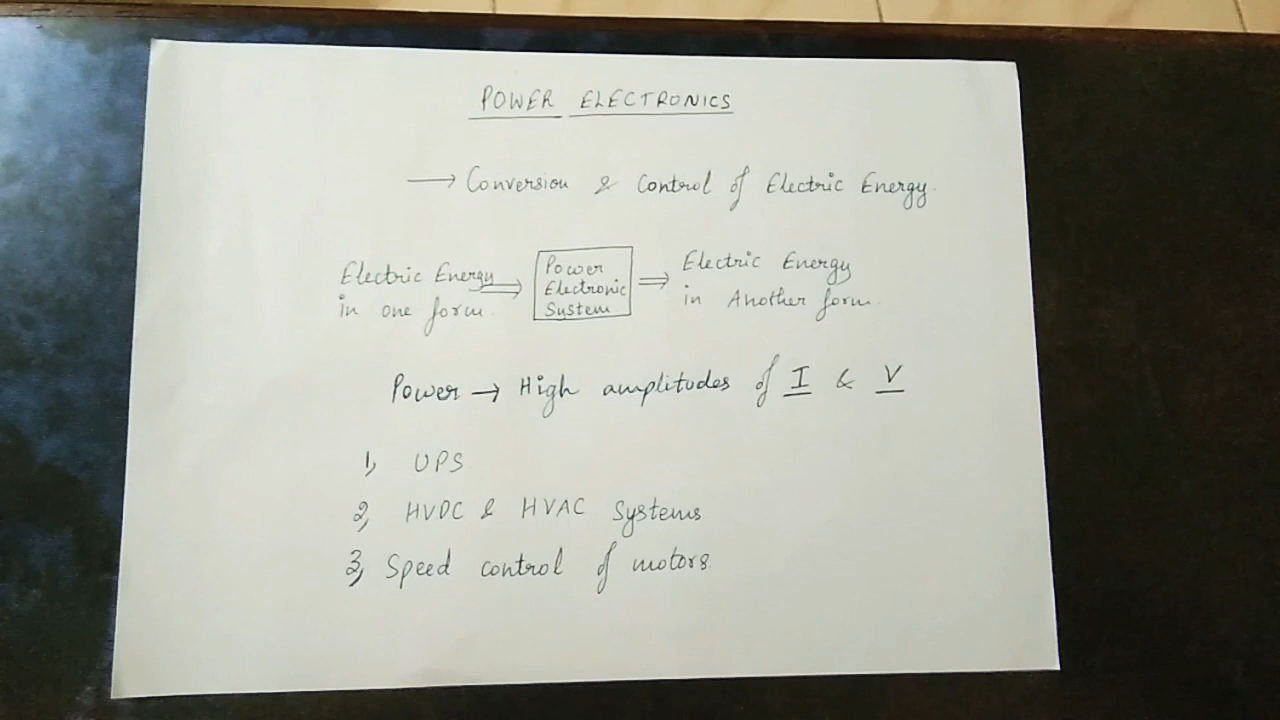 POWER ELECTRONICS
→ Conversion & Control of Electric Energy.
Electric Energy in one form.
⇒
Power Electronic System
⇒
Electric Energy in Another form.
Power → High amplitudes of I & V
1, UPS
2, HVDC & HVAC Systems
3, Speed control of motors.